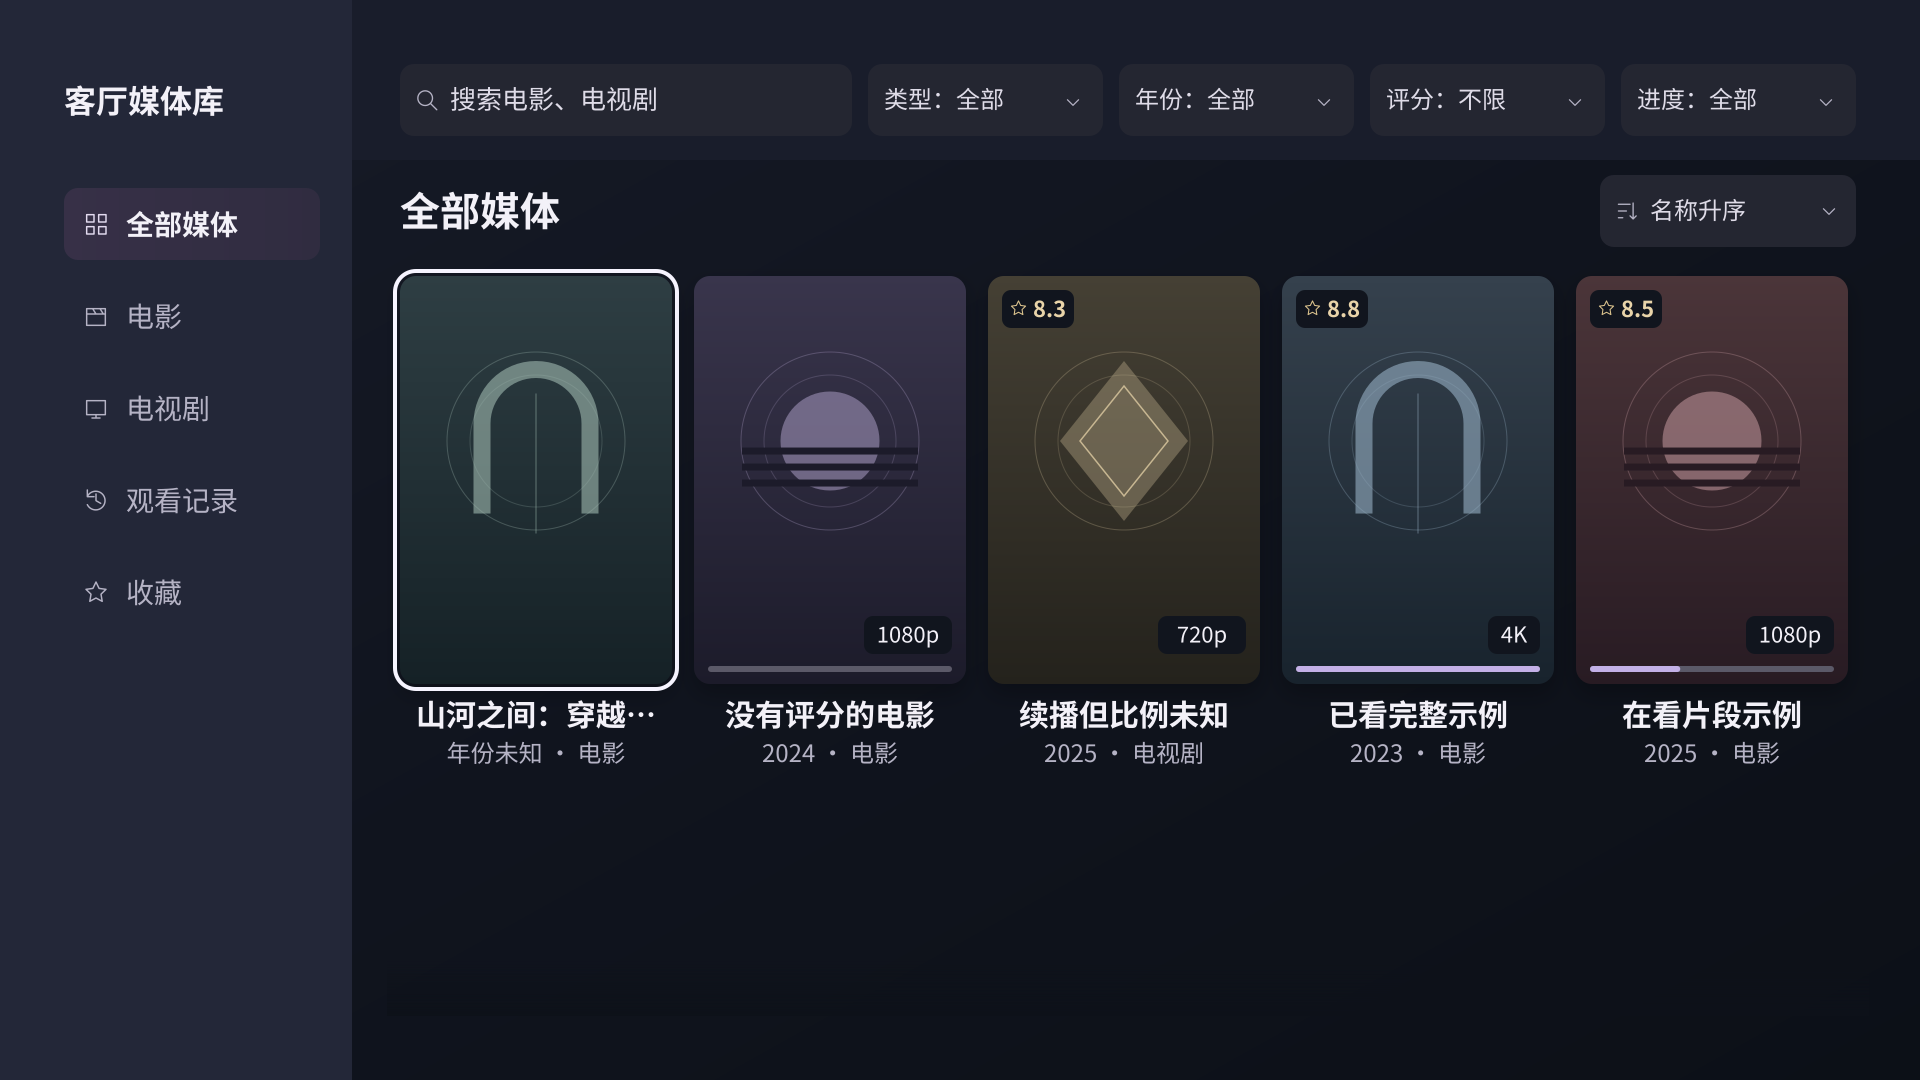 客厅媒体库
全部媒体
电影
电视剧
观看记录
收藏
搜索电影、电视剧
类型：全部
年份：全部
评分：不限
进度：全部
全部媒体
名称升序
山河之间：穿越…
年份未知 • 电影
1080p
没有评分的电影
2024 • 电影
8.3
720p
续播但比例未知
2025 • 电视剧
8.8
4K
已看完整示例
2023 • 电影
8.5
1080p
在看片段示例
2025 • 电影